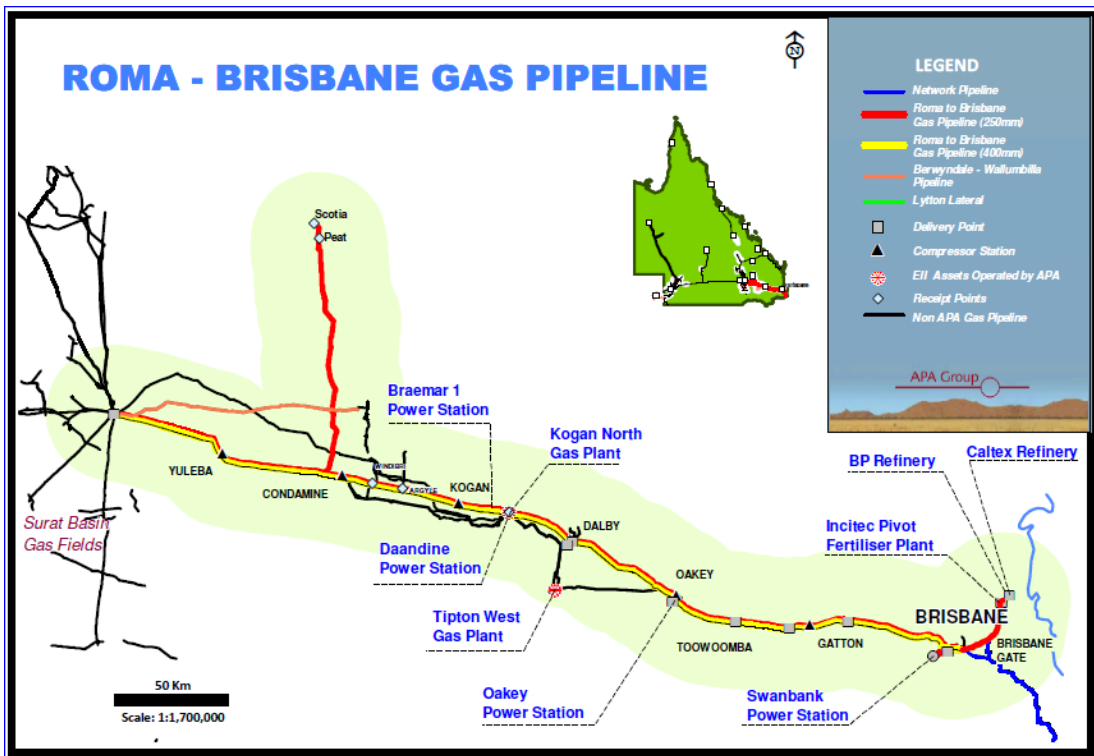 ROMA - BRISBANE GAS PIPELINE
N
LEGEND
Network Pipeline
Roma to Brisbane
Gas Pipeline (250mm)
Roma to Brisbane
Gas Pipeline (400mm)
Berwyndale - Wallumbilla
Pipeline
Lytton Lateral
Delivery Point
Compressor Station
EII Assets Operated by APA
Receipt Points
Non APA Gas Pipeline
APA Group
Scotia
Peat
Braemar 1
Power Station
Kogan North
Gas Plant
BP Refinery
Caltex Refinery
YULEBA
CONDAMINE
WINDIBRI
ARGYLE
KOGAN
Surat Basin
Gas Fields
Daandine
Power Station
DALBY
Incitec Pivot
Fertiliser Plant
OAKEY
Tipton West
Gas Plant
BRISBANE
TOOWOOMBA
GATTON
BRISBANE
GATE
50 Km
Scale: 1:1,700,000
Oakey
Power Station
Swanbank
Power Station